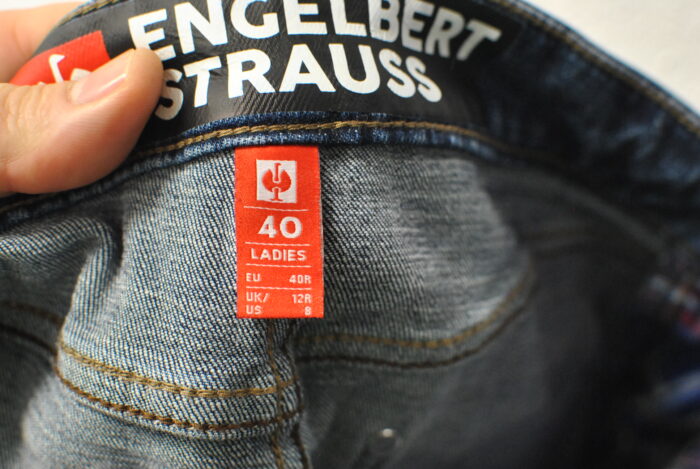 ENGELBERT
STRAUSS
40
LADIES
EU 40R
UK/ 12R
US 8